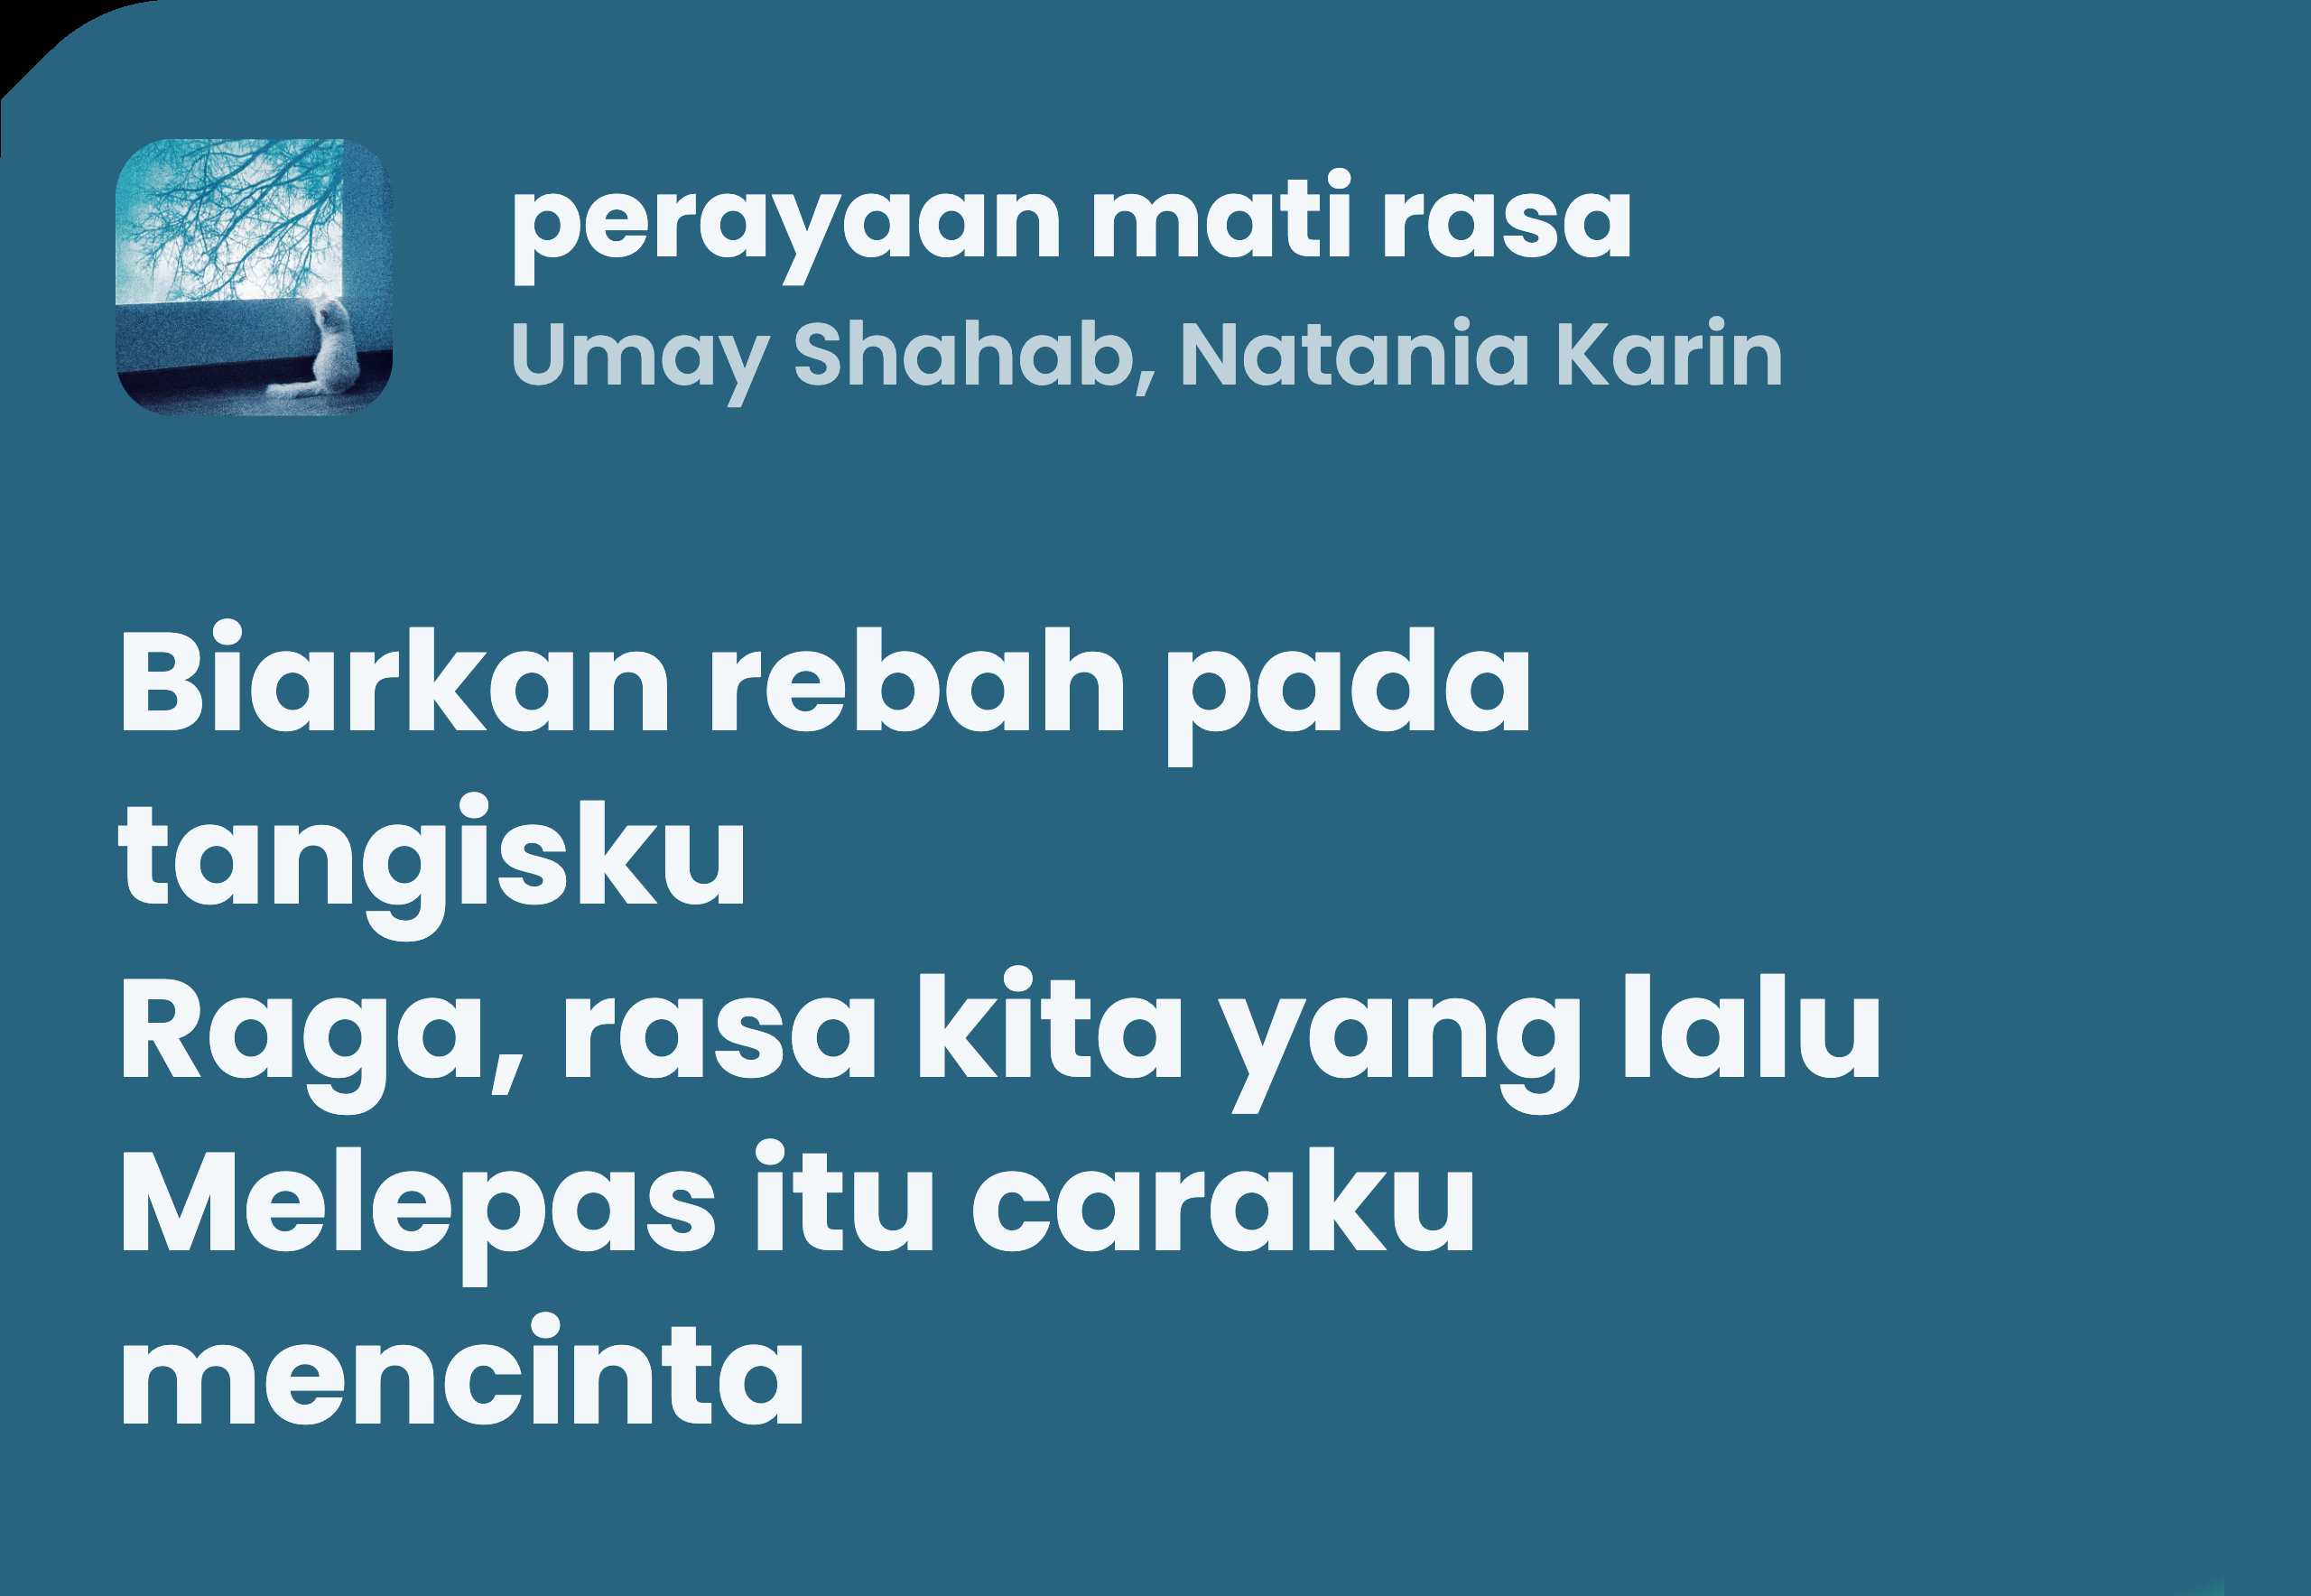 perayaan mati rasa
Umay Shahab, Natania Karin
Biarkan rebah pada
tangisku
Raga, rasa kita yang lalu
Melepas itu caraku
mencinta